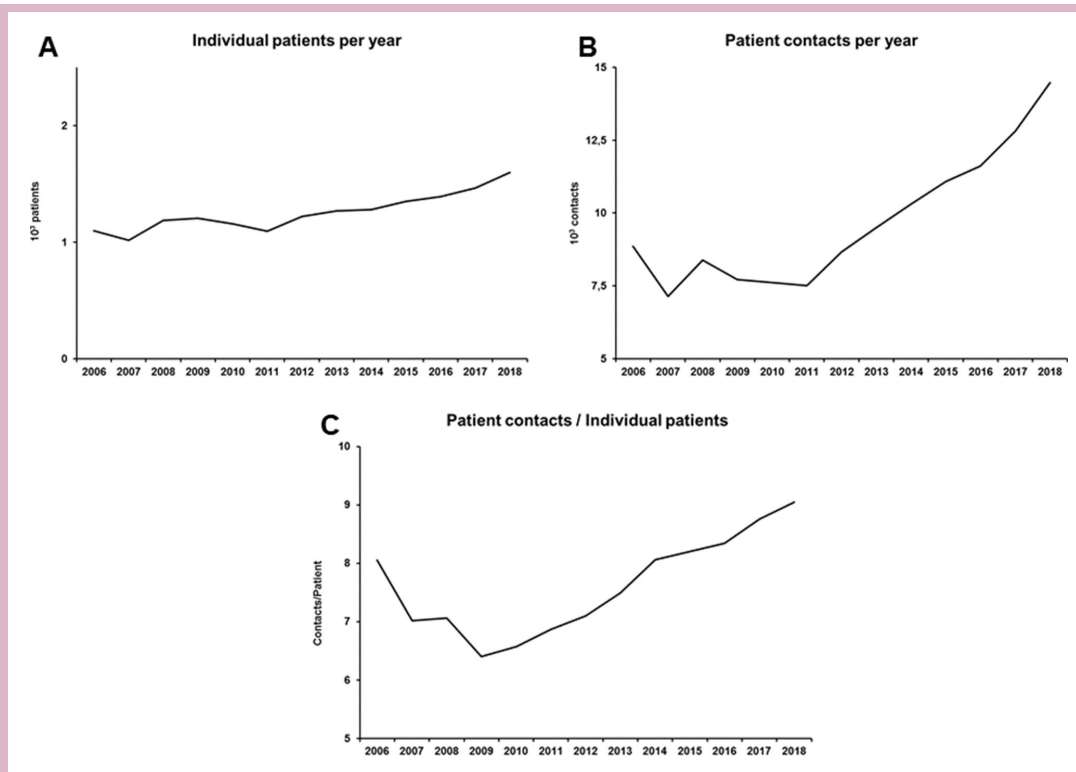 A
Individual patients per year
10³ patients
2
1
0
2006 2007 2008 2009 2010 2011 2012 2013 2014 2015 2016 2017 2018
B
Patient contacts per year
10³ contacts
15
12,5
10
7,5
5
2006 2007 2008 2009 2010 2011 2012 2013 2014 2015 2016 2017 2018
C
Patient contacts / Individual patients
Contacts/Patient
10
9
8
7
6
5
2006 2007 2008 2009 2010 2011 2012 2013 2014 2015 2016 2017 2018